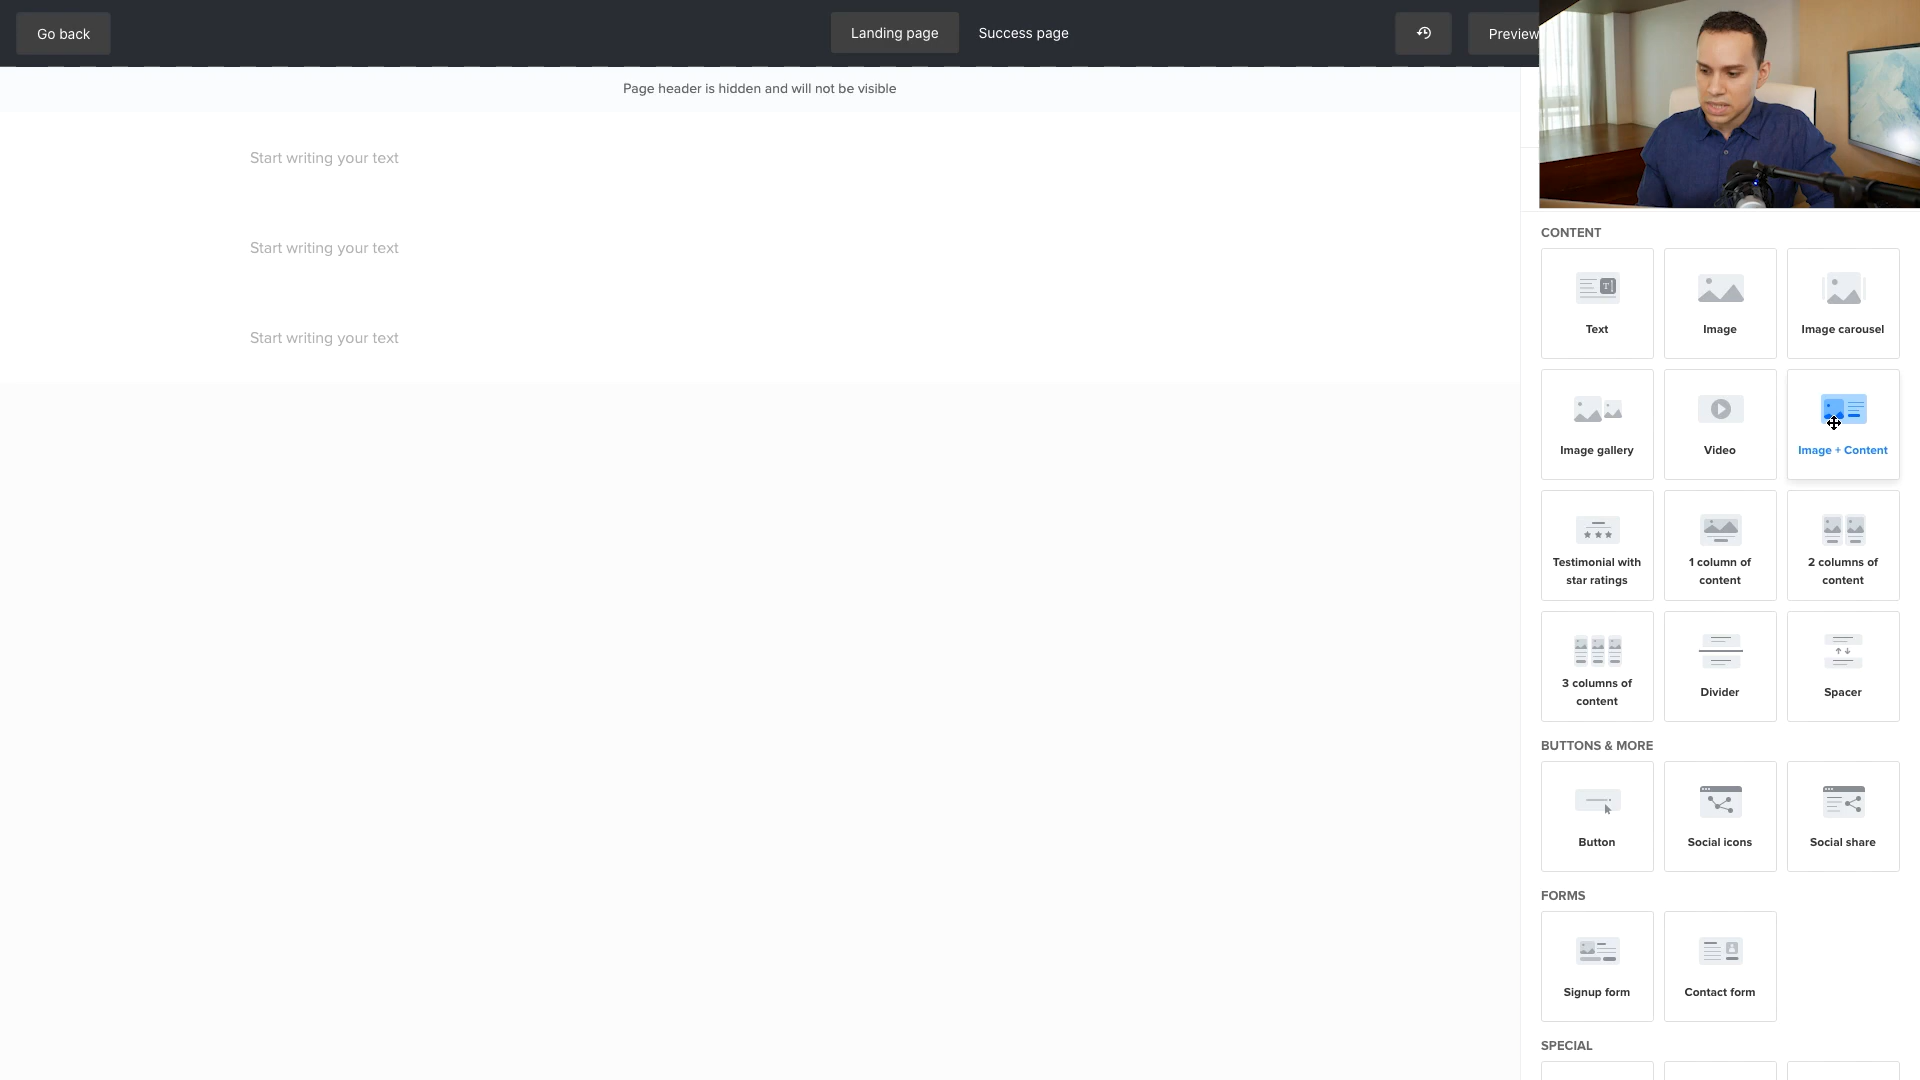 Go back
Landing page
Success page
Preview
Page header is hidden and will not be visible
Start writing your text
Start writing your text
Start writing your text
CONTENT
Text
Image
Image carousel
Image gallery
Video
Image + Content
Testimonial with
star ratings
1 column of
content
2 columns of
content
3 columns of
content
Divider
Spacer
BUTTONS & MORE
Button
Social icons
Social share
FORMS
Signup form
Contact form
SPECIAL